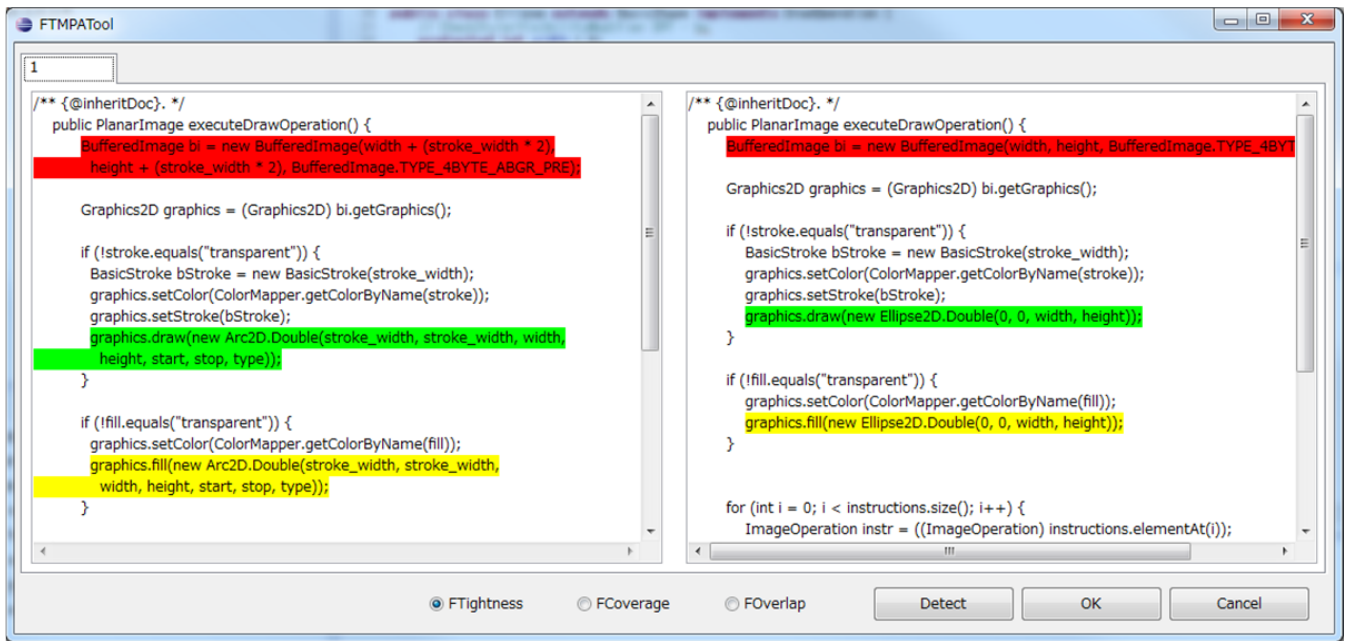 FTMPATool
1
/** {@inheritDoc}. */
public PlanarImage executeDrawOperation() {
BufferedImage bi = new BufferedImage(width + (stroke_width * 2),
height + (stroke_width * 2), BufferedImage.TYPE_4BYTE_ABGR_PRE);
Graphics2D graphics = (Graphics2D) bi.getGraphics();
if (!stroke.equals("transparent")) {
BasicStroke bStroke = new BasicStroke(stroke_width);
graphics.setColor(ColorMapper.getColorByName(stroke));
graphics.setStroke(bStroke);
graphics.draw(new Arc2D.Double(stroke_width, stroke_width, width,
height, start, stop, type));
}
if (!fill.equals("transparent")) {
graphics.setColor(ColorMapper.getColorByName(fill));
graphics.fill(new Arc2D.Double(stroke_width, stroke_width,
width, height, start, stop, type));
}
/** {@inheritDoc}. */
public PlanarImage executeDrawOperation() {
BufferedImage bi = new BufferedImage(width, height, BufferedImage.TYPE_4BYT
Graphics2D graphics = (Graphics2D) bi.getGraphics();
if (!stroke.equals("transparent")) {
BasicStroke bStroke = new BasicStroke(stroke_width);
graphics.setColor(ColorMapper.getColorByName(stroke));
graphics.setStroke(bStroke);
graphics.draw(new Ellipse2D.Double(0, 0, width, height));
}
if (!fill.equals("transparent")) {
graphics.setColor(ColorMapper.getColorByName(fill));
graphics.fill(new Ellipse2D.Double(0, 0, width, height));
}
for (int i = 0; i < instructions.size(); i++) {
ImageOperation instr = ((ImageOperation) instructions.elementAt(i));
FTightness FCoverage FOverlap Detect OK Cancel